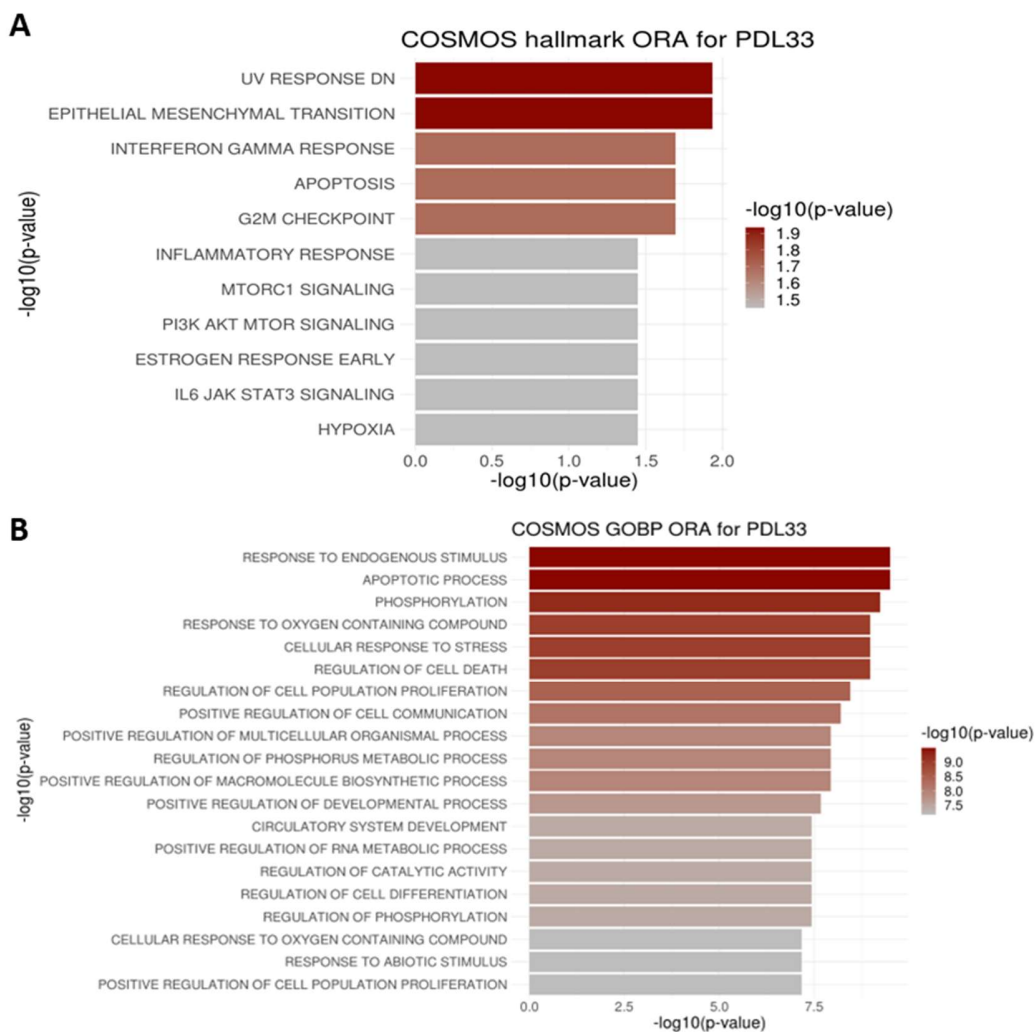 A
COSMOS hallmark ORA for PDL33
UV RESPONSE DN
EPITHELIAL MESENCHYMAL TRANSITION
INTERFERON GAMMA RESPONSE
APOPTOSIS
G2M CHECKPOINT
INFLAMMATORY RESPONSE
MTORC1 SIGNALING
PI3K AKT MTOR SIGNALING
ESTROGEN RESPONSE EARLY
IL6 JAK STAT3 SIGNALING
HYPOXIA
-log10(p-value)
0.0 0.5 1.0 1.5 2.0
-log10(p-value)
-log10(p-value)
1.9
1.8
1.7
1.6
1.5
B
COSMOS GOBP ORA for PDL33
RESPONSE TO ENDOGENOUS STIMULUS
APOPTOTIC PROCESS
PHOSPHORYLATION
RESPONSE TO OXYGEN CONTAINING COMPOUND
CELLULAR RESPONSE TO STRESS
REGULATION OF CELL DEATH
REGULATION OF CELL POPULATION PROLIFERATION
POSITIVE REGULATION OF CELL COMMUNICATION
POSITIVE REGULATION OF MULTICELLULAR ORGANISMAL PROCESS
REGULATION OF PHOSPHORUS METABOLIC PROCESS
POSITIVE REGULATION OF MACROMOLECULE BIOSYNTHETIC PROCESS
POSITIVE REGULATION OF DEVELOPMENTAL PROCESS
CIRCULATORY SYSTEM DEVELOPMENT
POSITIVE REGULATION OF RNA METABOLIC PROCESS
REGULATION OF CATALYTIC ACTIVITY
REGULATION OF CELL DIFFERENTIATION
REGULATION OF PHOSPHORYLATION
CELLULAR RESPONSE TO OXYGEN CONTAINING COMPOUND
RESPONSE TO ABIOTIC STIMULUS
POSITIVE REGULATION OF CELL POPULATION PROLIFERATION
-log10(p-value)
0.0 2.5 5.0 7.5
-log10(p-value)
-log10(p-value)
9.0
8.5
8.0
7.5